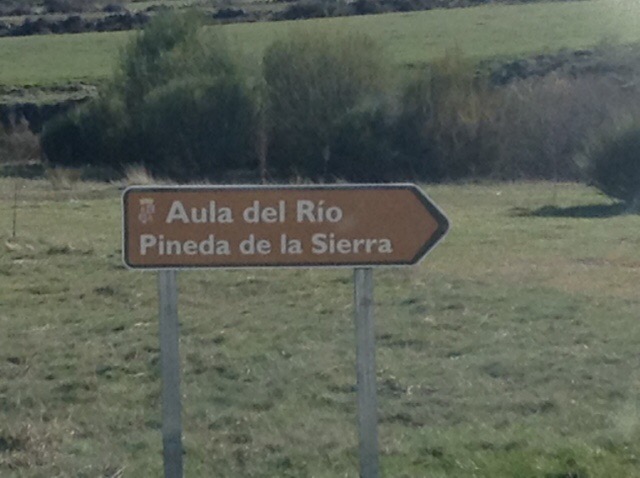 Aula del Río
Pineda de la Sierra